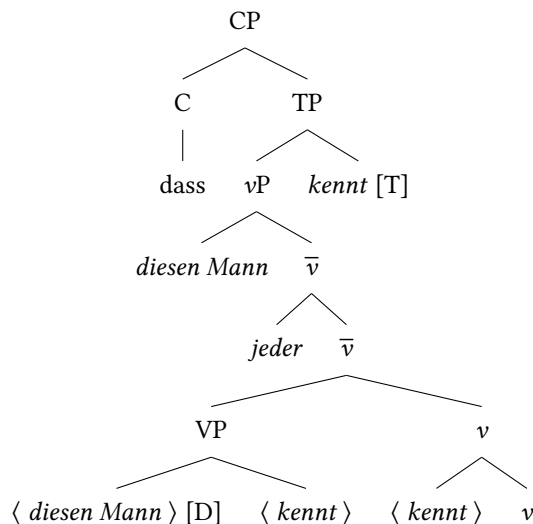 CP
C TP
dass vP kennt [T]
diesen Mann v̅
jeder v̅
VP v
⟨ diesen Mann ⟩ [D] ⟨ kennt ⟩ ⟨ kennt ⟩ v